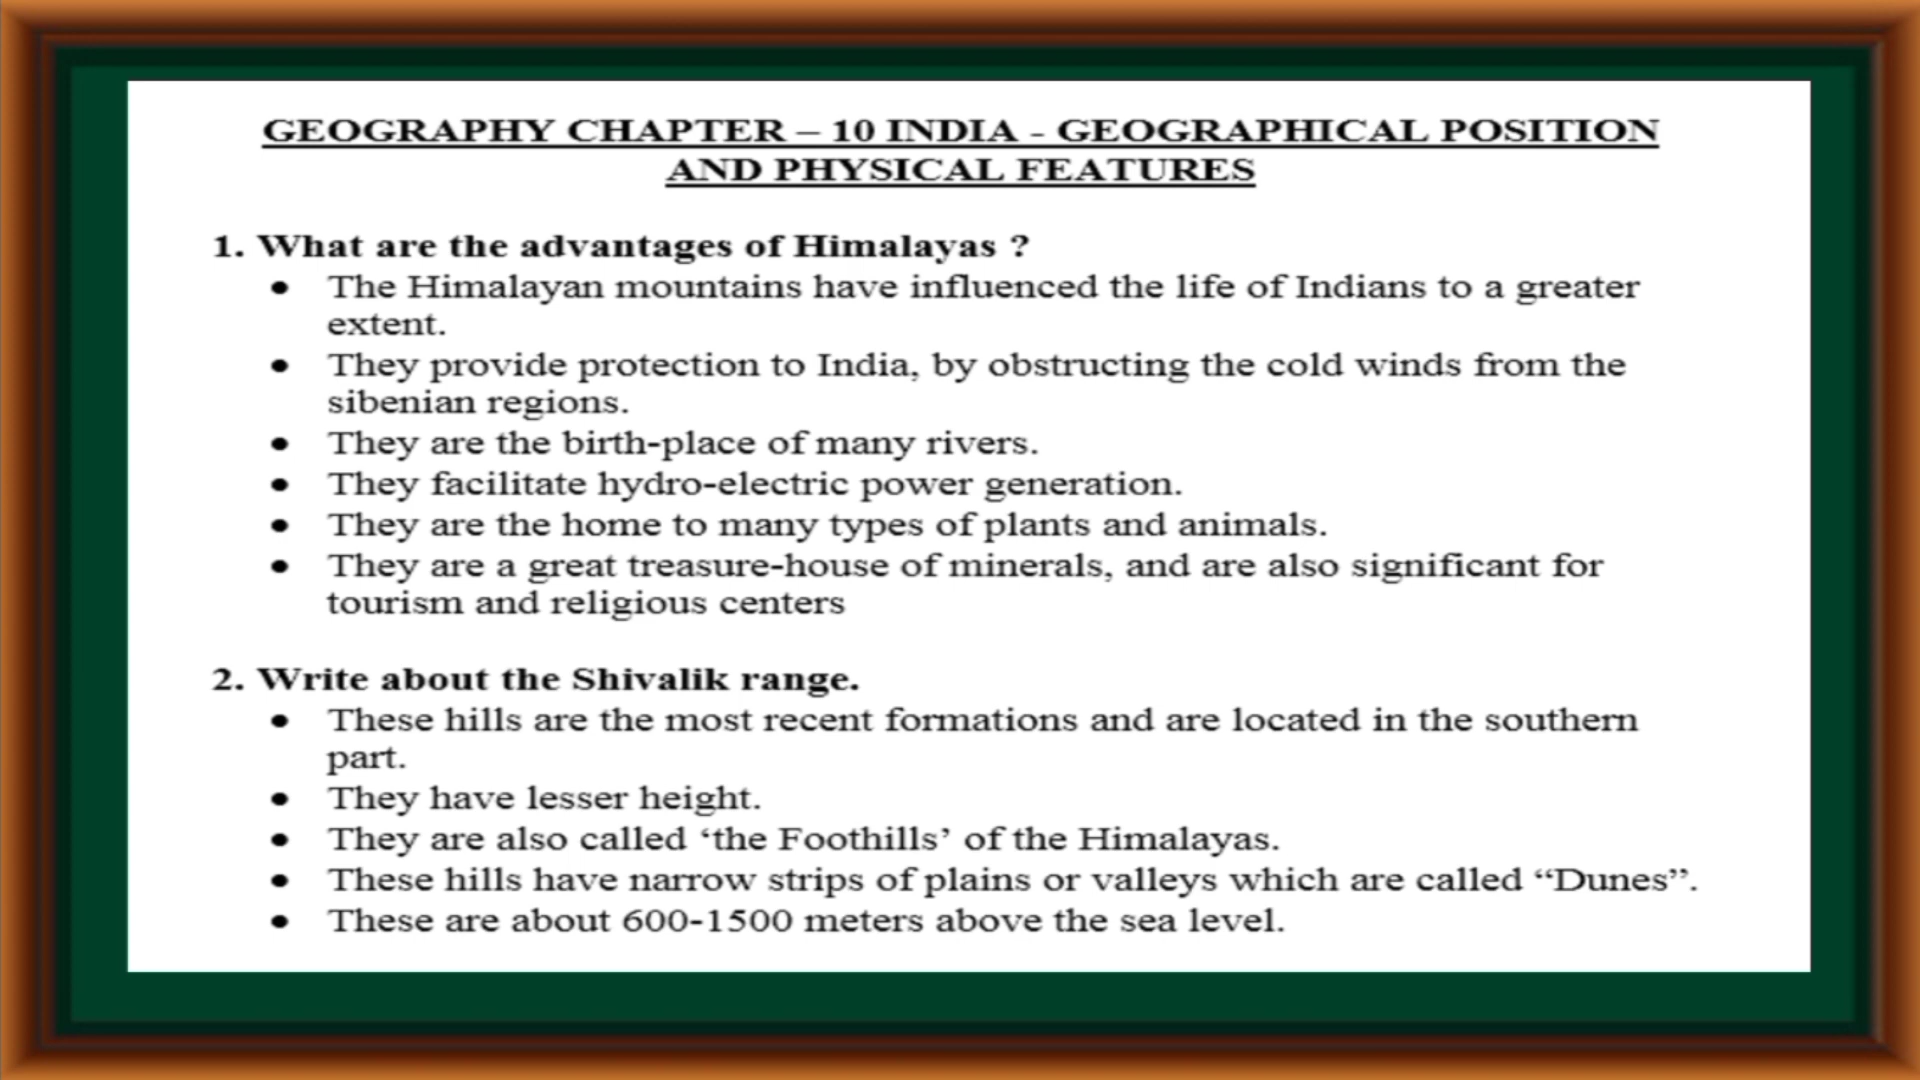 GEOGRAPHY CHAPTER – 10 INDIA - GEOGRAPHICAL POSITION
AND PHYSICAL FEATURES
1. What are the advantages of Himalayas ?
• The Himalayan mountains have influenced the life of Indians to a greater
extent.
• They provide protection to India, by obstructing the cold winds from the
sibenian regions.
• They are the birth-place of many rivers.
• They facilitate hydro-electric power generation.
• They are the home to many types of plants and animals.
• They are a great treasure-house of minerals, and are also significant for
tourism and religious centers
2. Write about the Shivalik range.
• These hills are the most recent formations and are located in the southern
part.
• They have lesser height.
• They are also called ‘the Foothills’ of the Himalayas.
• These hills have narrow strips of plains or valleys which are called “Dunes”.
• These are about 600-1500 meters above the sea level.